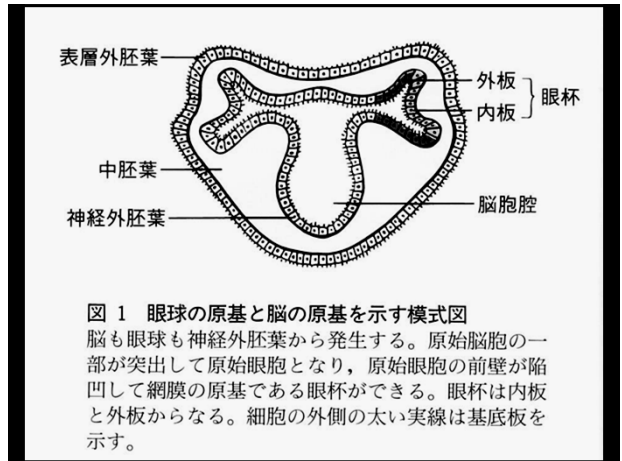 表層外胚葉
外板
内板
眼杯
中胚葉
脳胞腔
神経外胚葉
図 1 眼球の原基と脳の原基を示す模式図
脳も眼球も神経外胚葉から発生する。原始脳胞の一
部が突出して原始眼胞となり，原始眼胞の前壁が陥
凹して網膜の原基である眼杯ができる。眼杯は内板
と外板からなる。細胞の外側の太い実線は基底板を
示す。